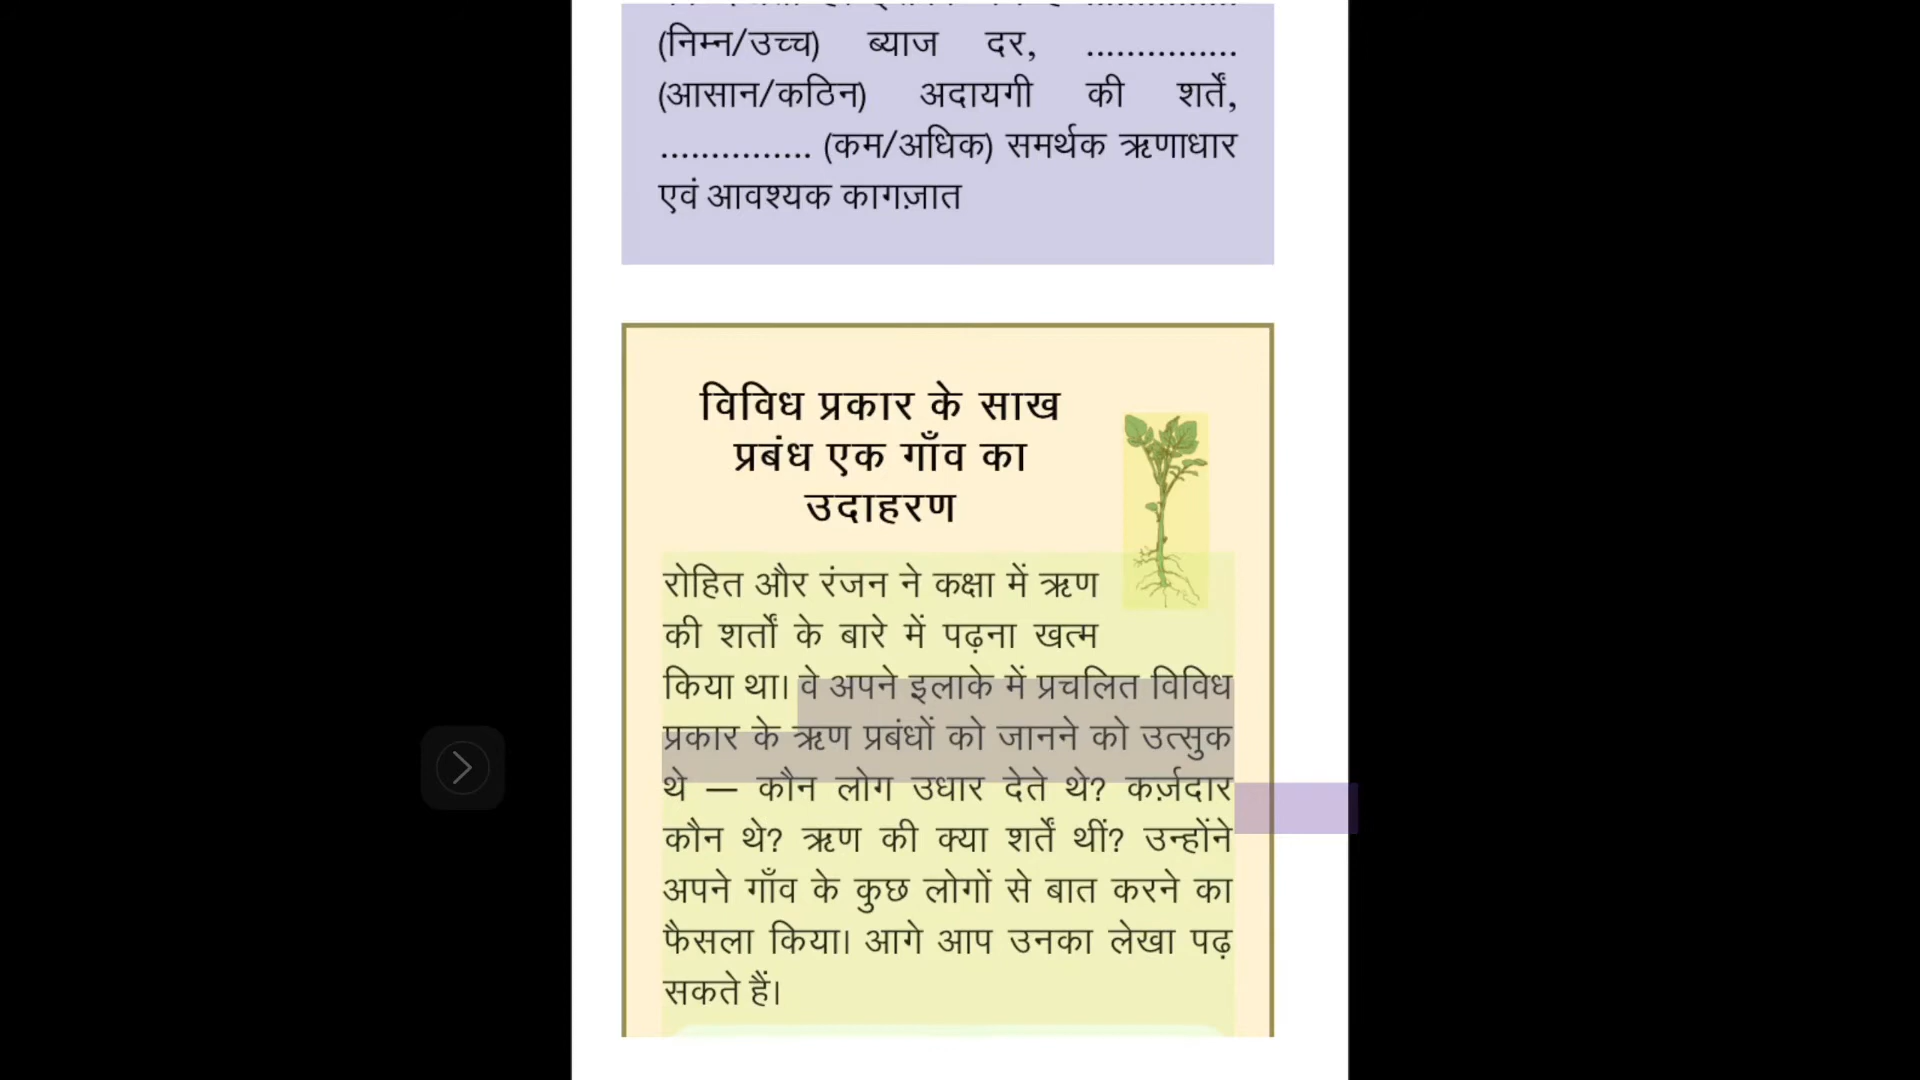 (निम्न/उच्च) ब्याज दर, ...............
(आसान/कठिन) अदायगी की शर्तें,
............... (कम/अधिक) समर्थक ऋणाधार
एवं आवश्यक कागज़ात
विविध प्रकार के साख
प्रबंध एक गाँव का
उदाहरण
रोहित और रंजन ने कक्षा में ऋण
की शर्तों के बारे में पढ़ना खत्म
किया था। वे अपने इलाके में प्रचलित विविध
प्रकार के ऋण प्रबंधों को जानने को उत्सुक
थे — कौन लोग उधार देते थे? कर्ज़दार
कौन थे? ऋण की क्या शर्तें थीं? उन्होंने
अपने गाँव के कुछ लोगों से बात करने का
फैसला किया। आगे आप उनका लेखा पढ़
सकते हैं।